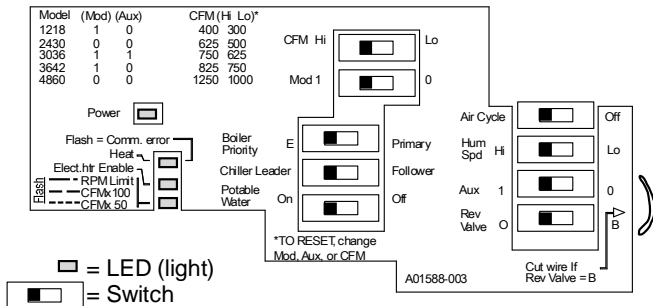 Model (Mod) (Aux) CFM (Hi Lo)*
1218 1 0 400 300
2430 0 0 625 500
3036 1 1 750 625
3642 1 0 825 750
4860 0 0 1250 1000
CFM Hi Lo
Mod 1 0
Power
Flash = Comm. error
Heat
Elect.htr Enable
Flash
RPM Limit
CFMx100
CFMx 50
Boiler
Priority
E Primary
Chiller Leader Follower
Potable
Water
On Off
*TO RESET, change
Mod, Aux, or CFM
Air Cycle Off
Hum
Spd Hi Lo
Aux 1 0
Rev
Valve O B
Cut wire If
Rev Valve = B
A01588-003
= LED (light)
= Switch